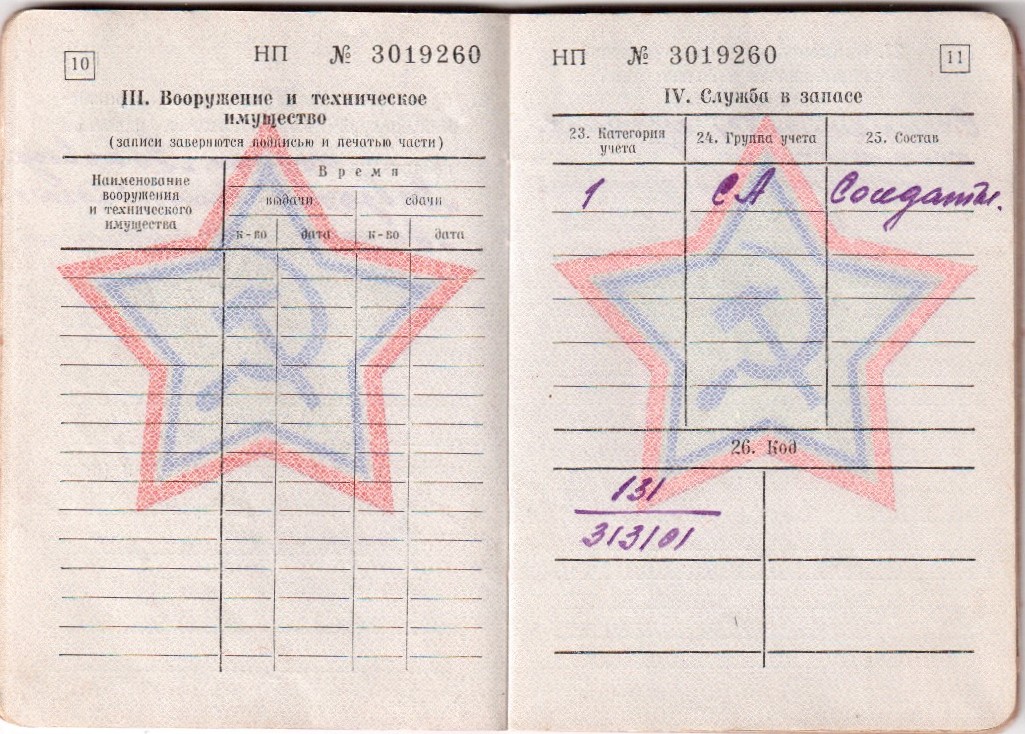 10
НП № 3019260
III. Вооружение и техническое
имущество
(записи заверяются подписью и печатью части)
Наименование
вооружения
и технического
имущества
Время
выдачи
сдачи
к-во
дата
к-во
дата
НП № 3019260
11
IV. Служба в запасе
23. Категория
учета
24. Группа учета
25. Состав
1
СА
Солдаты.
26. Код
131
313101